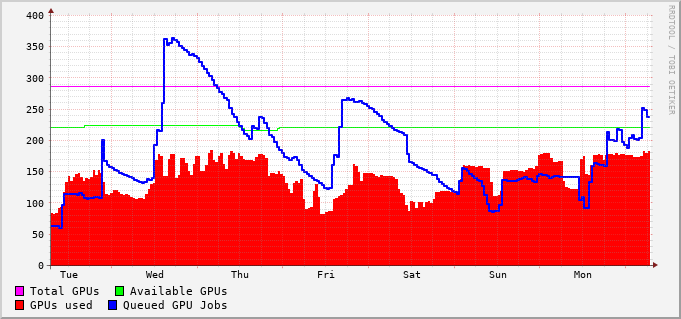 400
350
300
250
200
150
100
50
0
Tue Wed Thu Fri Sat Sun Mon
Total GPUs Available GPUs
GPUs used Queued GPU Jobs
RRDTOOL / TOBI OETIKER